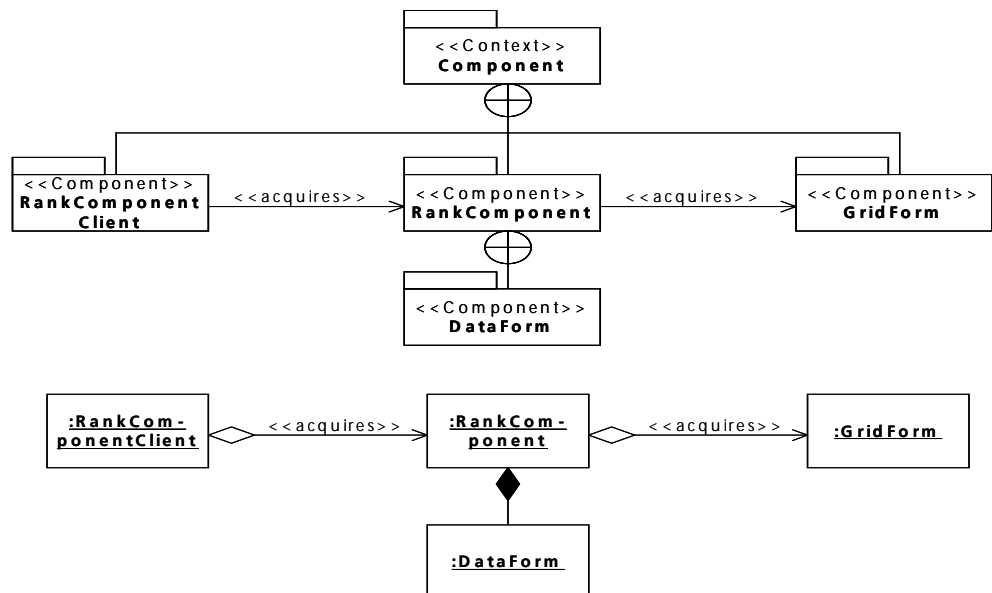 <<Context>>
Component
<<Component>>
RankComponent
Client
<<acquires>>
<<Component>>
RankComponent
<<acquires>>
<<Component>>
GridForm
<<Component>>
DataForm
:RankCom-
ponentClient
<<acquires>>
:RankCom-
ponent
<<acquires>>
:GridForm
:DataForm